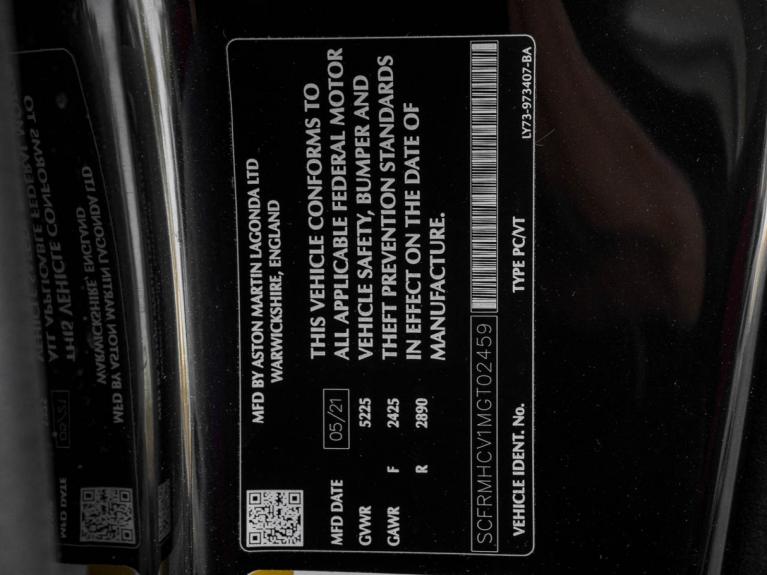 MFD BY ASTON MARTIN LAGONDA LTD
WARWICKSHIRE, ENGLAND
THIS VEHICLE CONFORMS TO
ALL APPLICABLE FEDERAL MOTOR
VEHICLE SAFETY, BUMPER AND
THEFT PREVENTION STANDARDS
IN EFFECT ON THE DATE OF
MANUFACTURE.
MFD DATE 05/21
GVWR 5225
GAWR F 2425
R 2890
SCFRMHCV1MGT02459
VEHICLE IDENT. No. TYPE PC/VT LY73-973407-BA